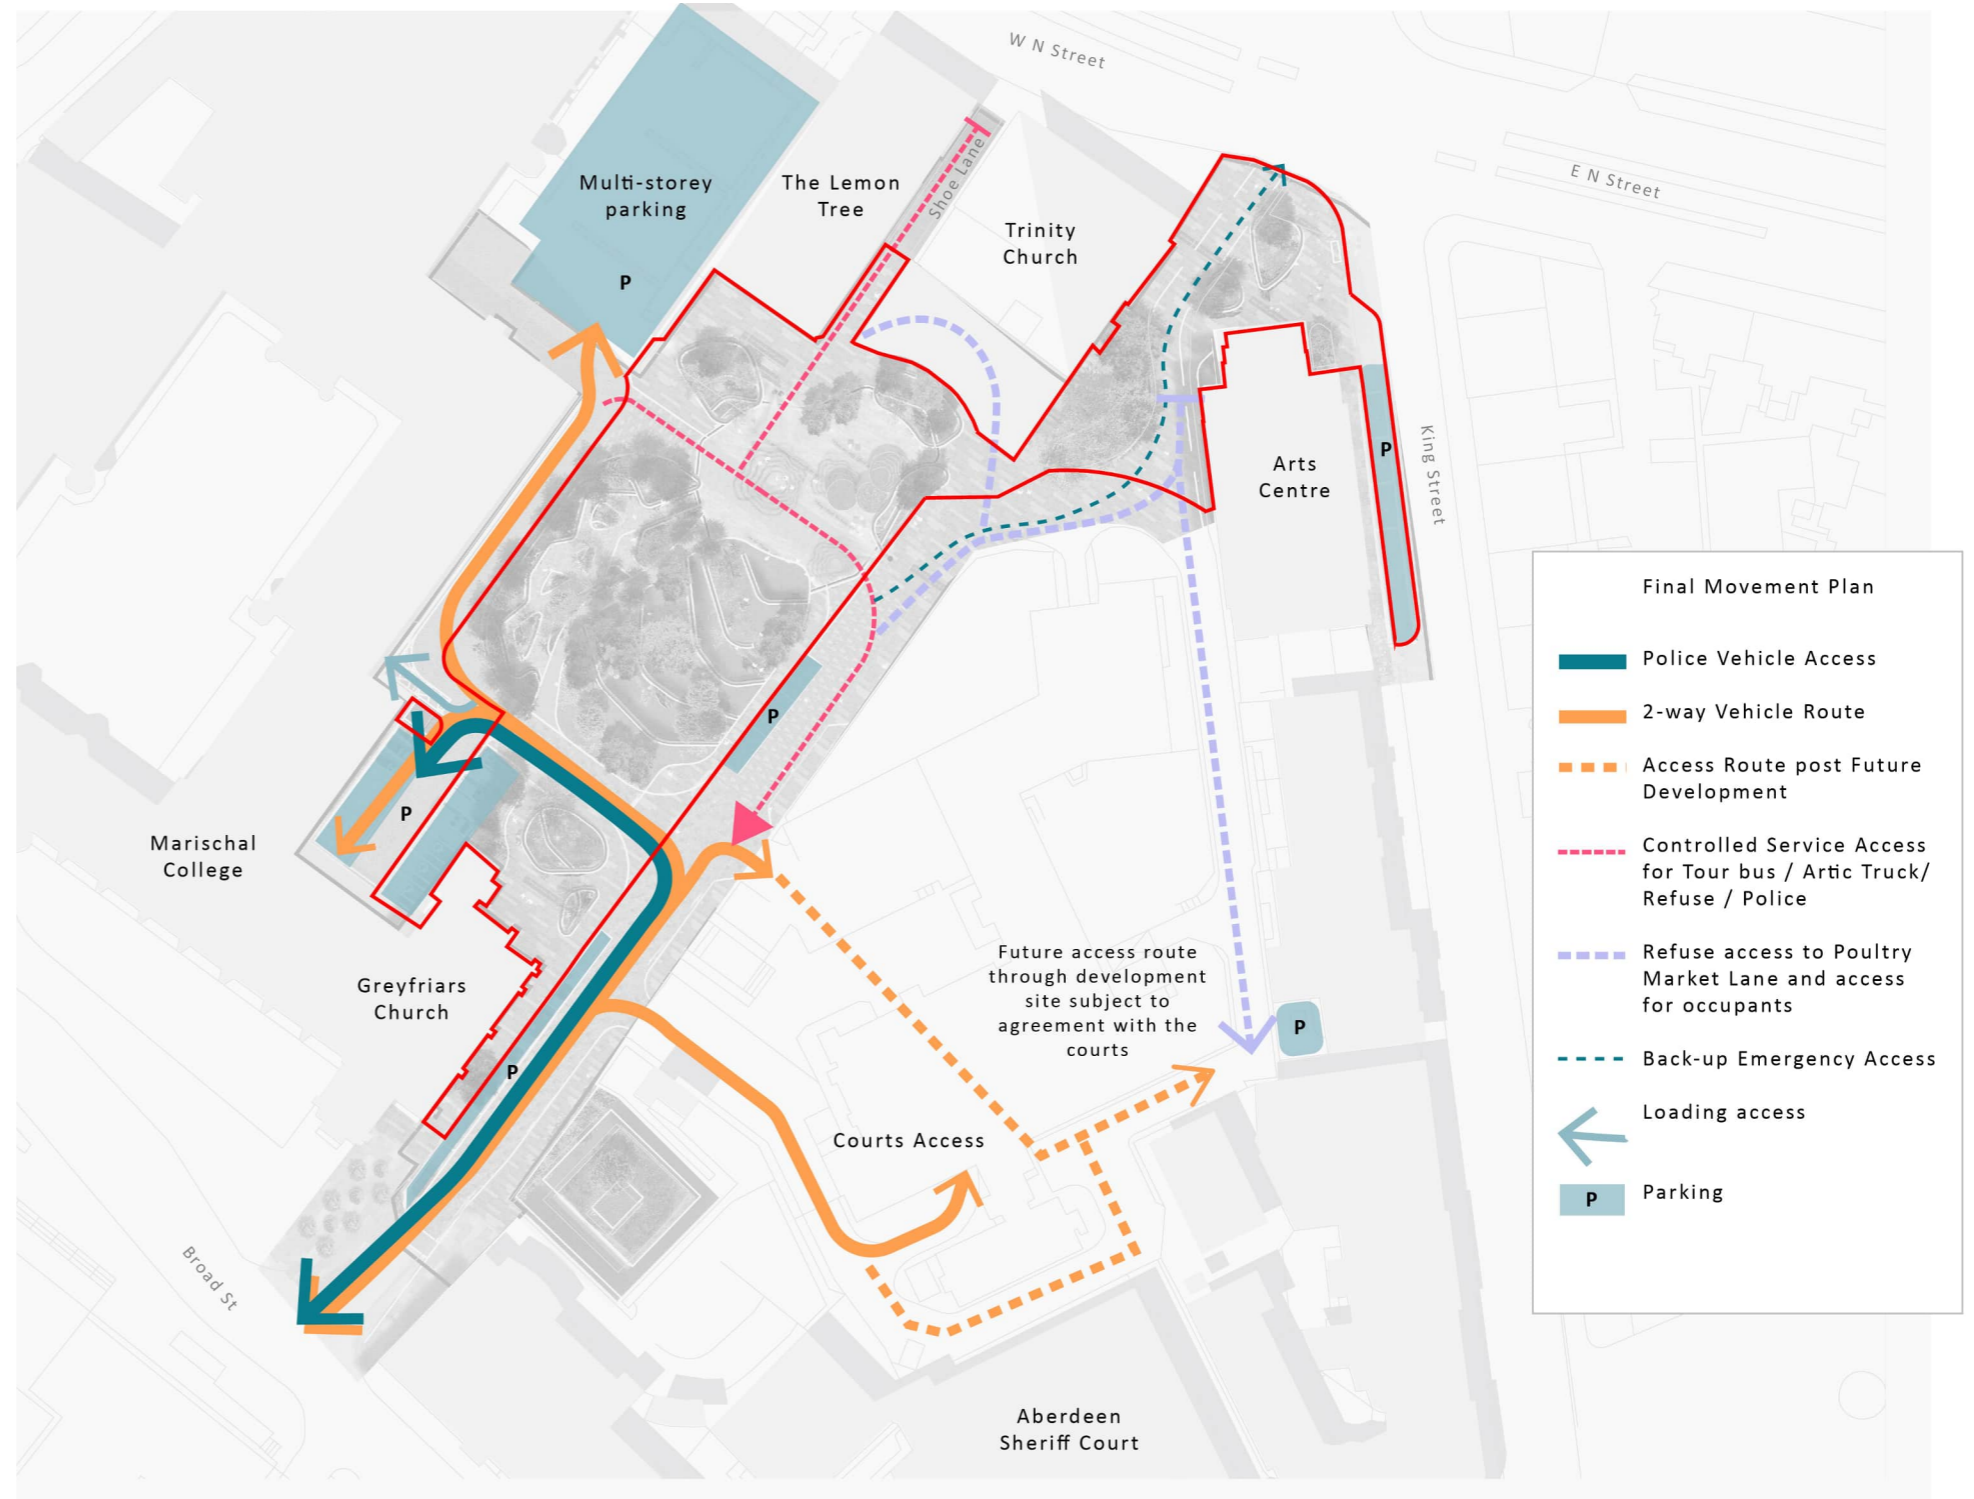 W N Street
E N Street
Multi-storey
parking
P
The Lemon
Tree
Shoe Lane
Trinity
Church
Arts
Centre
P
King Street
P
P
Marischal
College
Greyfriars
Church
P
Broad St
Future access route
through development
site subject to
agreement with the
courts
P
Courts Access
Aberdeen
Sheriff Court
Final Movement Plan
Police Vehicle Access
2-way Vehicle Route
Access Route post Future
Development
Controlled Service Access
for Tour bus / Artic Truck/
Refuse / Police
Refuse access to Poultry
Market Lane and access
for occupants
Back-up Emergency Access
Loading access
P Parking